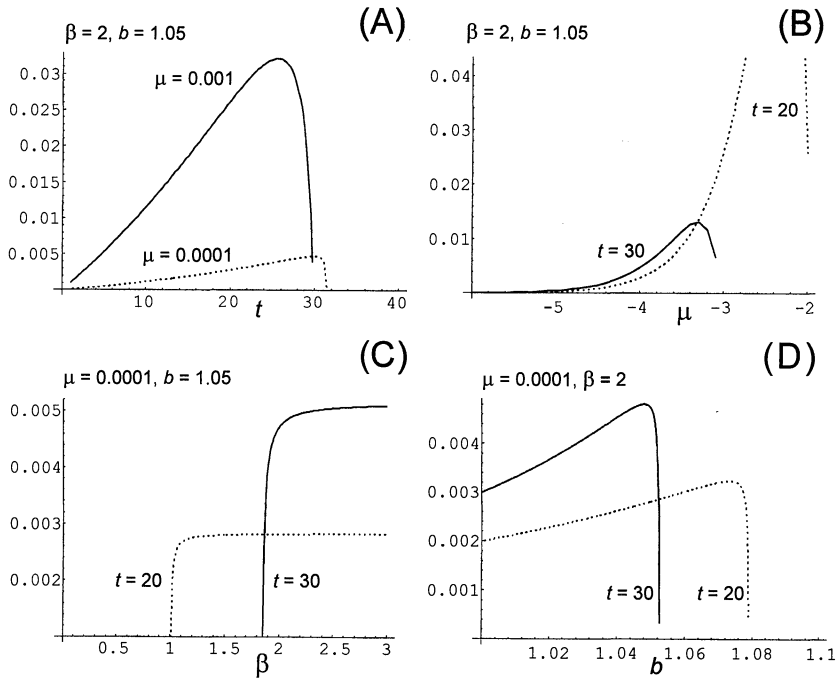 (A)
β = 2, b = 1.05
0.03
0.025
0.02
0.015
0.01
0.005
μ = 0.001
μ = 0.0001
10
20
30
40
t
(B)
β = 2, b = 1.05
0.04
0.03
0.02
0.01
t = 20
t = 30
-5
-4
-3
-2
μ
(C)
μ = 0.0001, b = 1.05
0.005
0.004
0.003
0.002
t = 20
t = 30
0.5
1
1.5
2
2.5
3
β
(D)
μ = 0.0001, β = 2
0.004
0.003
0.002
0.001
t = 30
t = 20
1.02
1.04
1.06
1.08
1.1
b